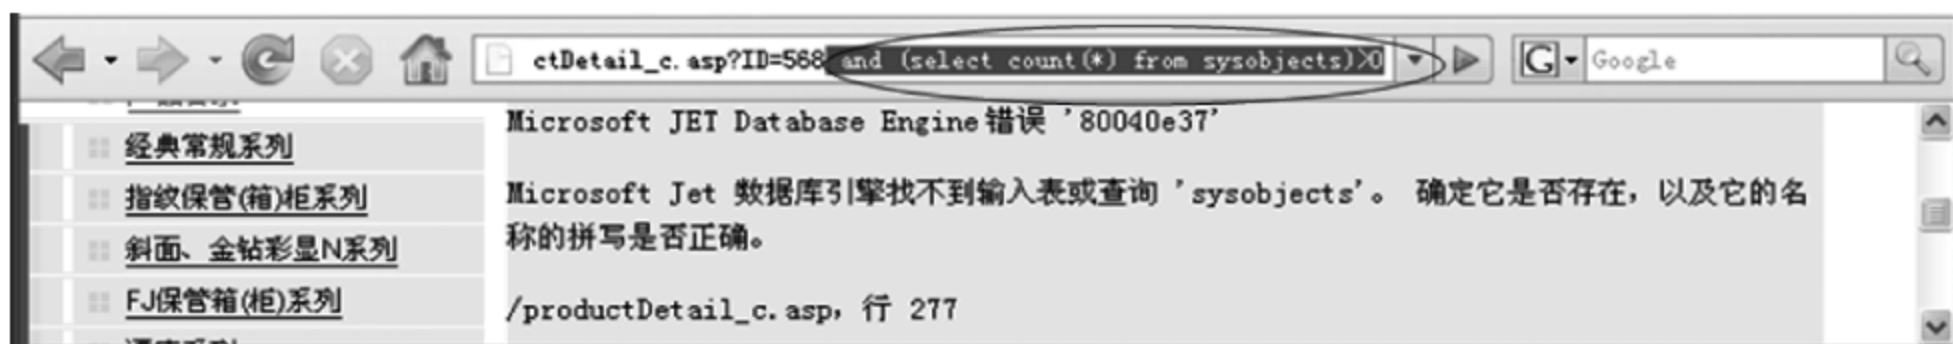 ctDetail_c.asp?ID=568 and (select count(*) from sysobjects)>0
G Google
经典常规系列
指纹保管(箱)柜系列
斜面、金钻彩显N系列
FJ保管箱(柜)系列
Microsoft JET Database Engine 错误 '80040e37'
Microsoft Jet 数据库引擎找不到输入表或查询 'sysobjects'。 确定它是否存在，以及它的名
称的拼写是否正确。
/productDetail_c.asp，行 277